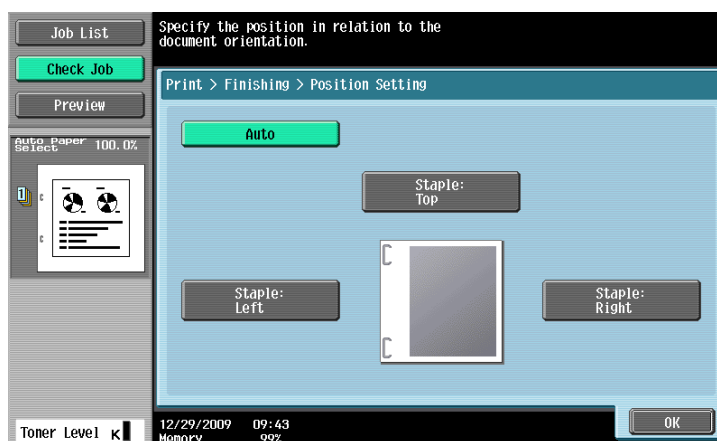 Job List
Check Job
Preview
Auto Paper
Select
100.0%
1
Toner Level K
Specify the position in relation to the
document orientation.
Print > Finishing > Position Setting
Auto
Staple:
Top
Staple:
Left
Staple:
Right
12/29/2009 09:43
Memory 99%
OK